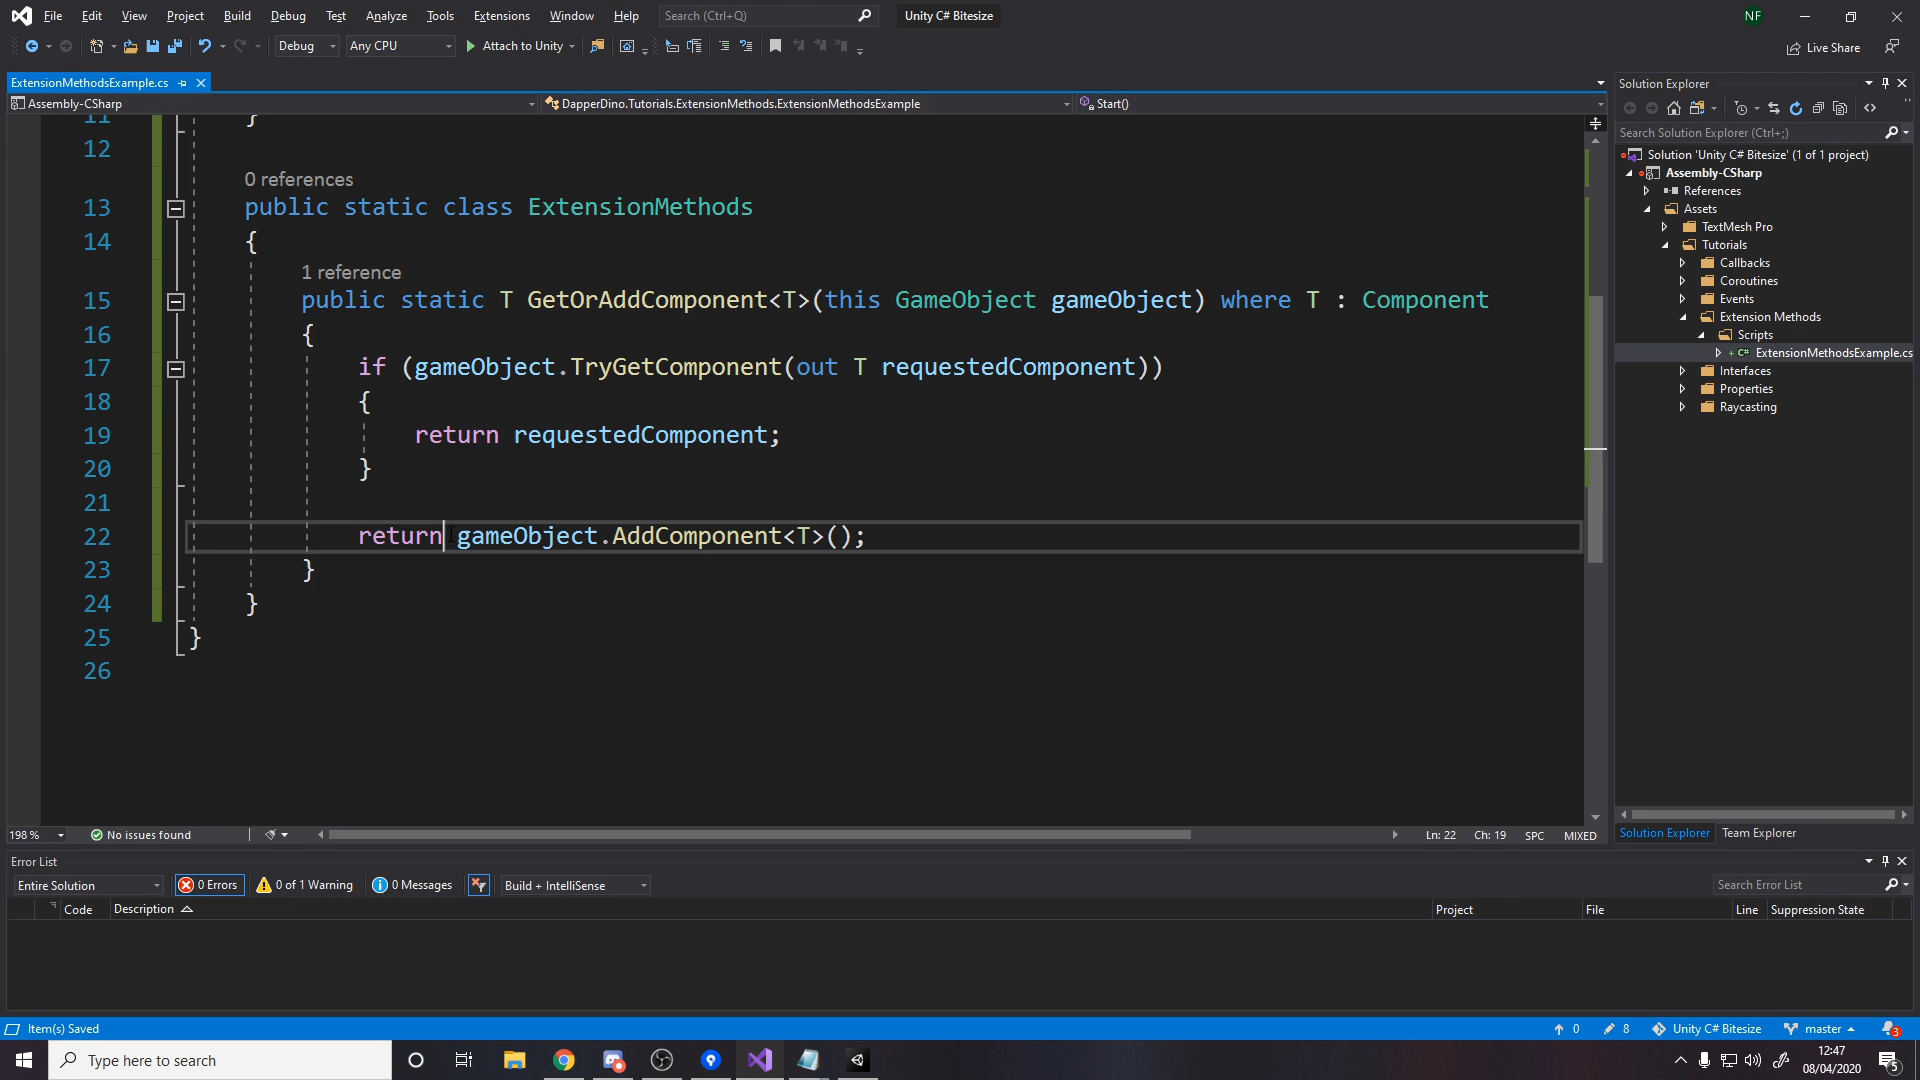 File Edit View Project Build Debug Test Analyze Tools Extensions Window Help Search (Ctrl+Q) Unity C# Bitesize NF
Debug Any CPU Attach to Unity Live Share
ExtensionMethodsExample.cs
Assembly-CSharp DapperDino.Tutorials.ExtensionMethods.ExtensionMethodsExample Start()
11 }
12
0 references
13 public static class ExtensionMethods
14 {
1 reference
15 public static T GetOrAddComponent<T>(this GameObject gameObject) where T : Component
16 {
17 if (gameObject.TryGetComponent(out T requestedComponent))
18 {
19 return requestedComponent;
20 }
21
22 return gameObject.AddComponent<T>();
23 }
24 }
25 }
26
198 % No issues found Ln: 22 Ch: 19 SPC MIXED
Solution Explorer
Search Solution Explorer (Ctrl+;)
Solution 'Unity C# Bitesize' (1 of 1 project)
Assembly-CSharp
References
Assets
TextMesh Pro
Tutorials
Callbacks
Coroutines
Events
Extension Methods
Scripts
C# ExtensionMethodsExample.cs
Interfaces
Properties
Raycasting
Solution Explorer Team Explorer
Error List
Entire Solution 0 Errors 0 of 1 Warning 0 Messages Build + IntelliSense Search Error List
Code Description Project File Line Suppression State
Item(s) Saved 0 8 Unity C# Bitesize master 3
Type here to search 12:47
08/04/2020 5